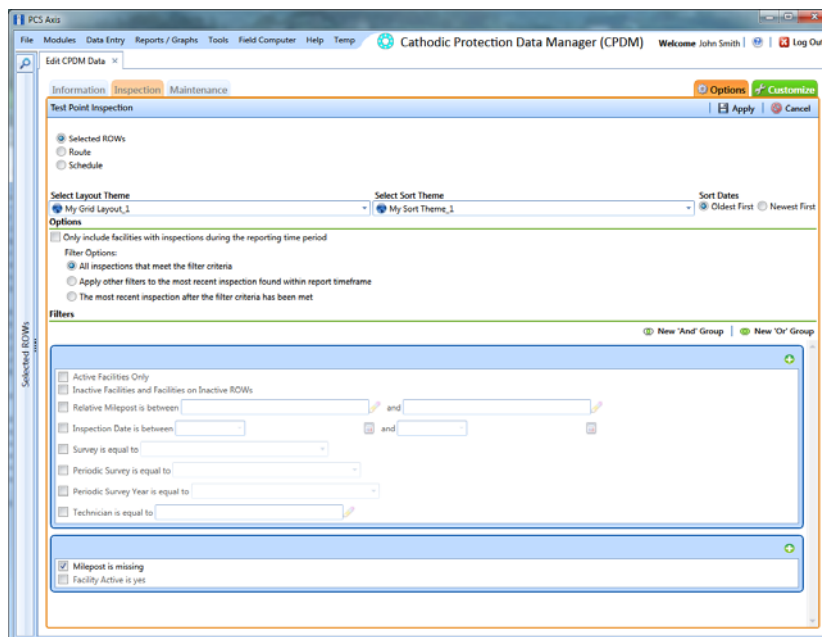 PCS Axis
File Modules Data Entry Reports / Graphs Tools Field Computer Help Temp Cathodic Protection Data Manager (CPDM) Welcome John Smith Log Out
Edit CPDM Data ×
Information Inspection Maintenance Options Customize
Test Point Inspection Apply Cancel
Selected ROWs
Route
Schedule
Select Layout Theme Select Sort Theme Sort Dates
My Grid Layout_1 My Sort Theme_1 Oldest First Newest First
Options
Only include facilities with inspections during the reporting time period
Filter Options:
All inspections that meet the filter criteria
Apply other filters to the most recent inspection found within report timeframe
The most recent inspection after the filter criteria has been met
Filters
New 'And' Group New 'Or' Group
Selected ROWs
Active Facilities Only
Inactive Facilities and Facilities on Inactive ROWs
Relative Milepost is between and
Inspection Date is between and
Survey is equal to
Periodic Survey is equal to
Periodic Survey Year is equal to
Technician is equal to
Milepost is missing
Facility Active is yes